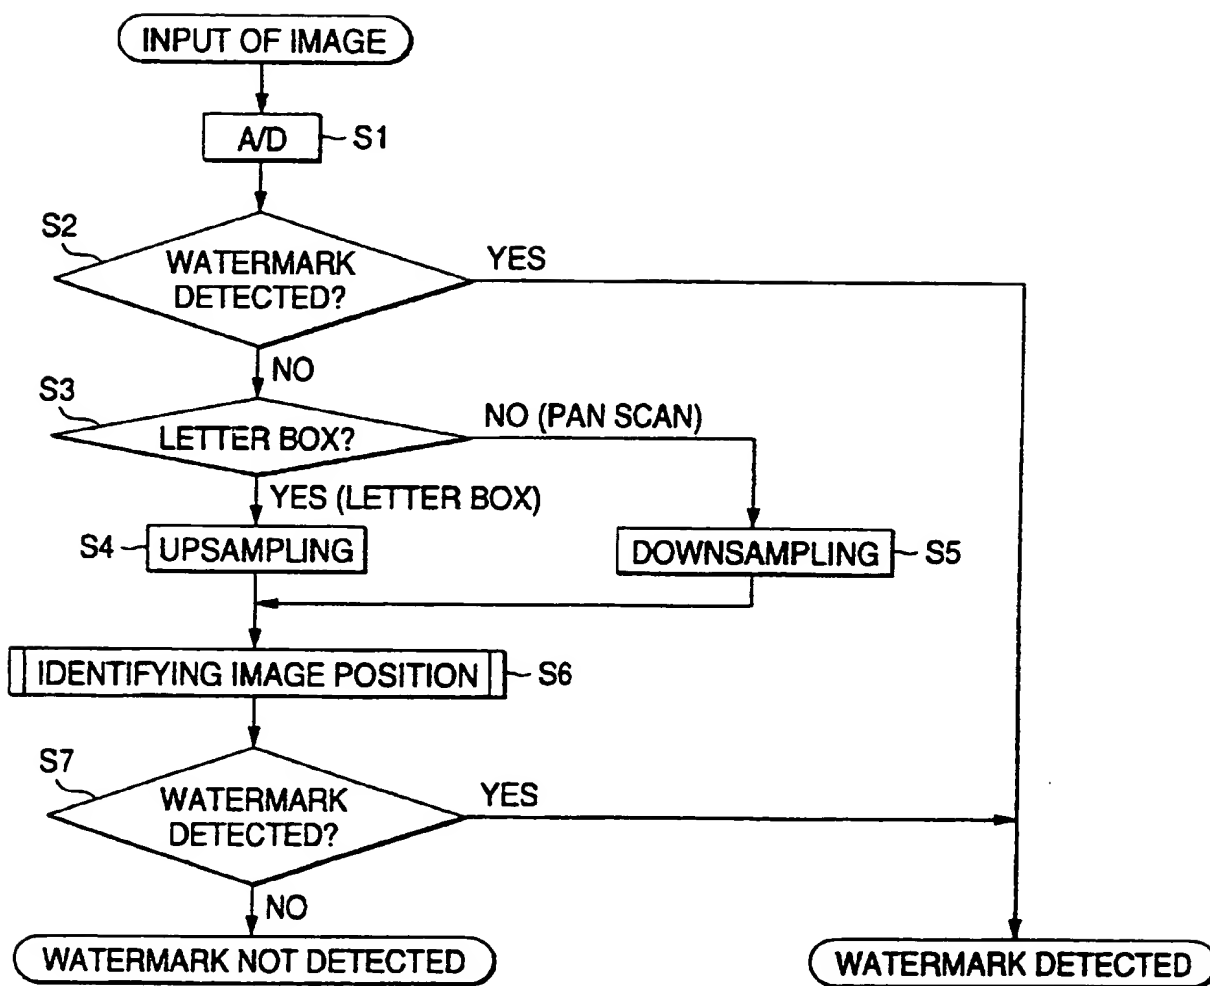 INPUT OF IMAGE
A/D
S1
S2
WATERMARK
DETECTED?
YES
NO
S3
LETTER BOX?
NO (PAN SCAN)
YES (LETTER BOX)
S4
UPSAMPLING
DOWNSAMPLING
S5
IDENTIFYING IMAGE POSITION
S6
S7
WATERMARK
DETECTED?
YES
NO
WATERMARK NOT DETECTED
WATERMARK DETECTED